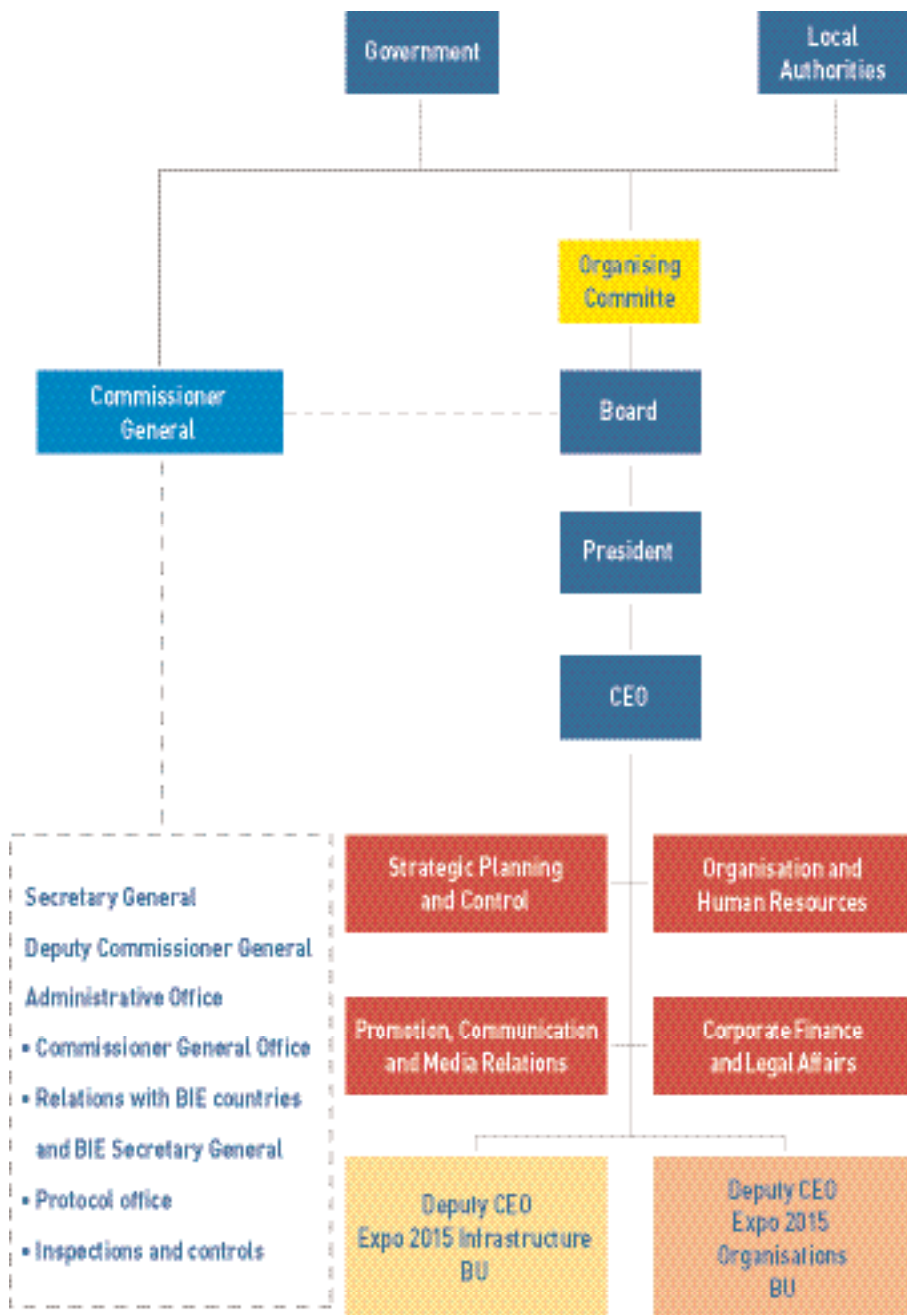 Government
Local
Authorities
Organising
Committe
Commissioner
General
Board
President
CEO
Secretary General
Deputy Commissioner General
Administrative Office
• Commissioner General Office
• Relations with BIE countries
and BIE Secretary General
• Protocol office
• Inspections and controls
Strategic Planning
and Control
Organisation and
Human Resources
Promotion, Communication
and Media Relations
Corporate Finance
and Legal Affairs
Deputy CEO
Expo 2015 Infrastructure
BU
Deputy CEO
Expo 2015
Organisations
BU